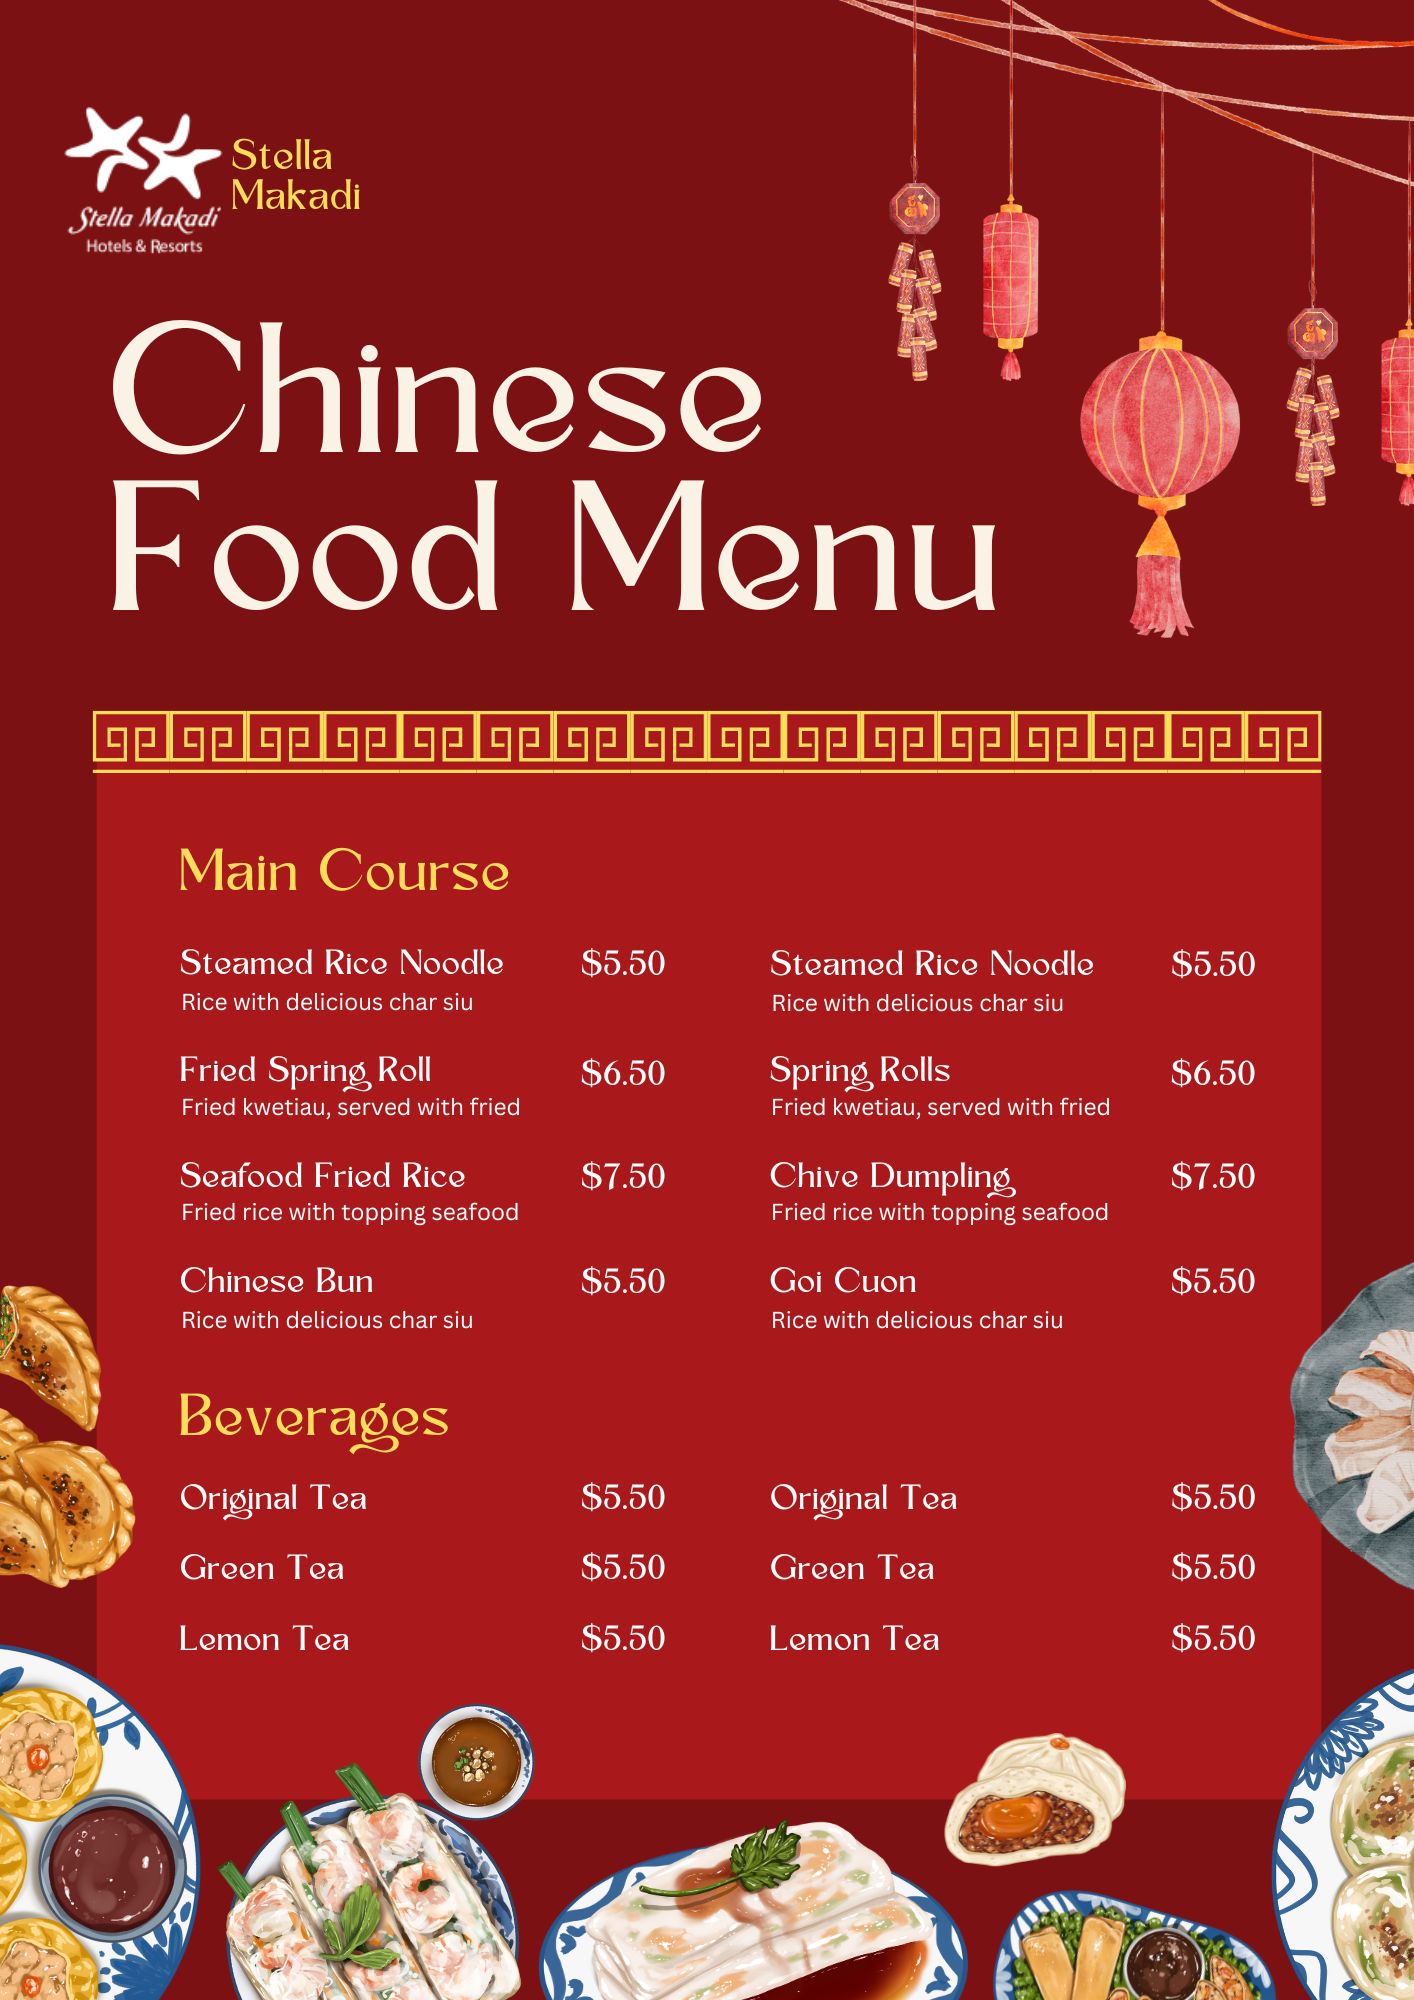 Stella Makadi
Hotels & Resorts
Stella
Makadi
Chinese
Food Menu
Main Course
Steamed Rice Noodle $5.50
Rice with delicious char siu
Fried Spring Roll $6.50
Fried kwetiau, served with fried
Seafood Fried Rice $7.50
Fried rice with topping seafood
Chinese Bun $5.50
Rice with delicious char siu
Steamed Rice Noodle $5.50
Rice with delicious char siu
Spring Rolls $6.50
Fried kwetiau, served with fried
Chive Dumpling $7.50
Fried rice with topping seafood
Goi Cuon $5.50
Rice with delicious char siu
Beverages
Original Tea $5.50
Green Tea $5.50
Lemon Tea $5.50
Original Tea $5.50
Green Tea $5.50
Lemon Tea $5.50